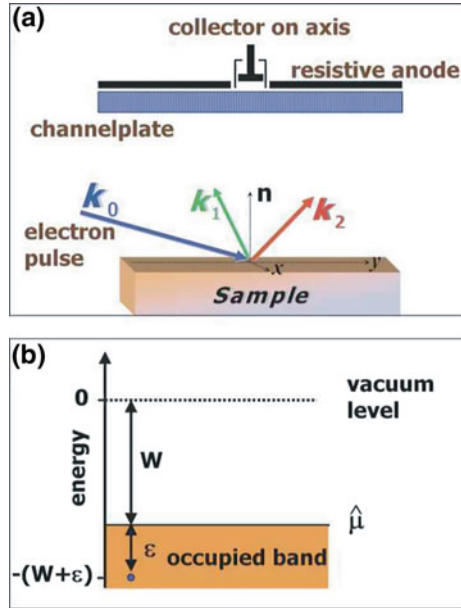 (a)
collector on axis
resistive anode
channelplate
k0
k1
n
k2
electron
pulse
x
y
Sample
(b)
0
vacuum
level
energy
W
μ̂
ε
occupied band
-(W+ε)